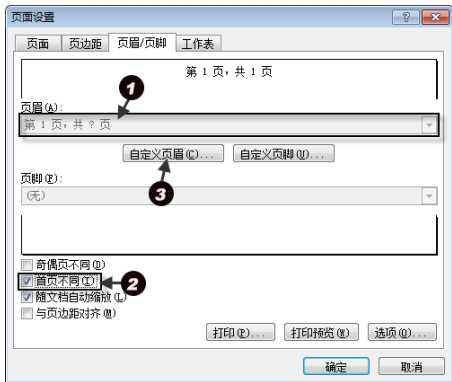 页面设置
页面 页边距 页眉/页脚 工作表
第 1 页，共 1 页
1
页眉(A):
第 1 页，共 ? 页
自定义页眉(C)... 自定义页脚(U)...
3
页脚(F):
(无)
奇偶页不同(D)
首页不同(I) 2
随文档自动缩放(L)
与页边距对齐(M)
打印(P)... 打印预览(W) 选项(O)...
确定 取消